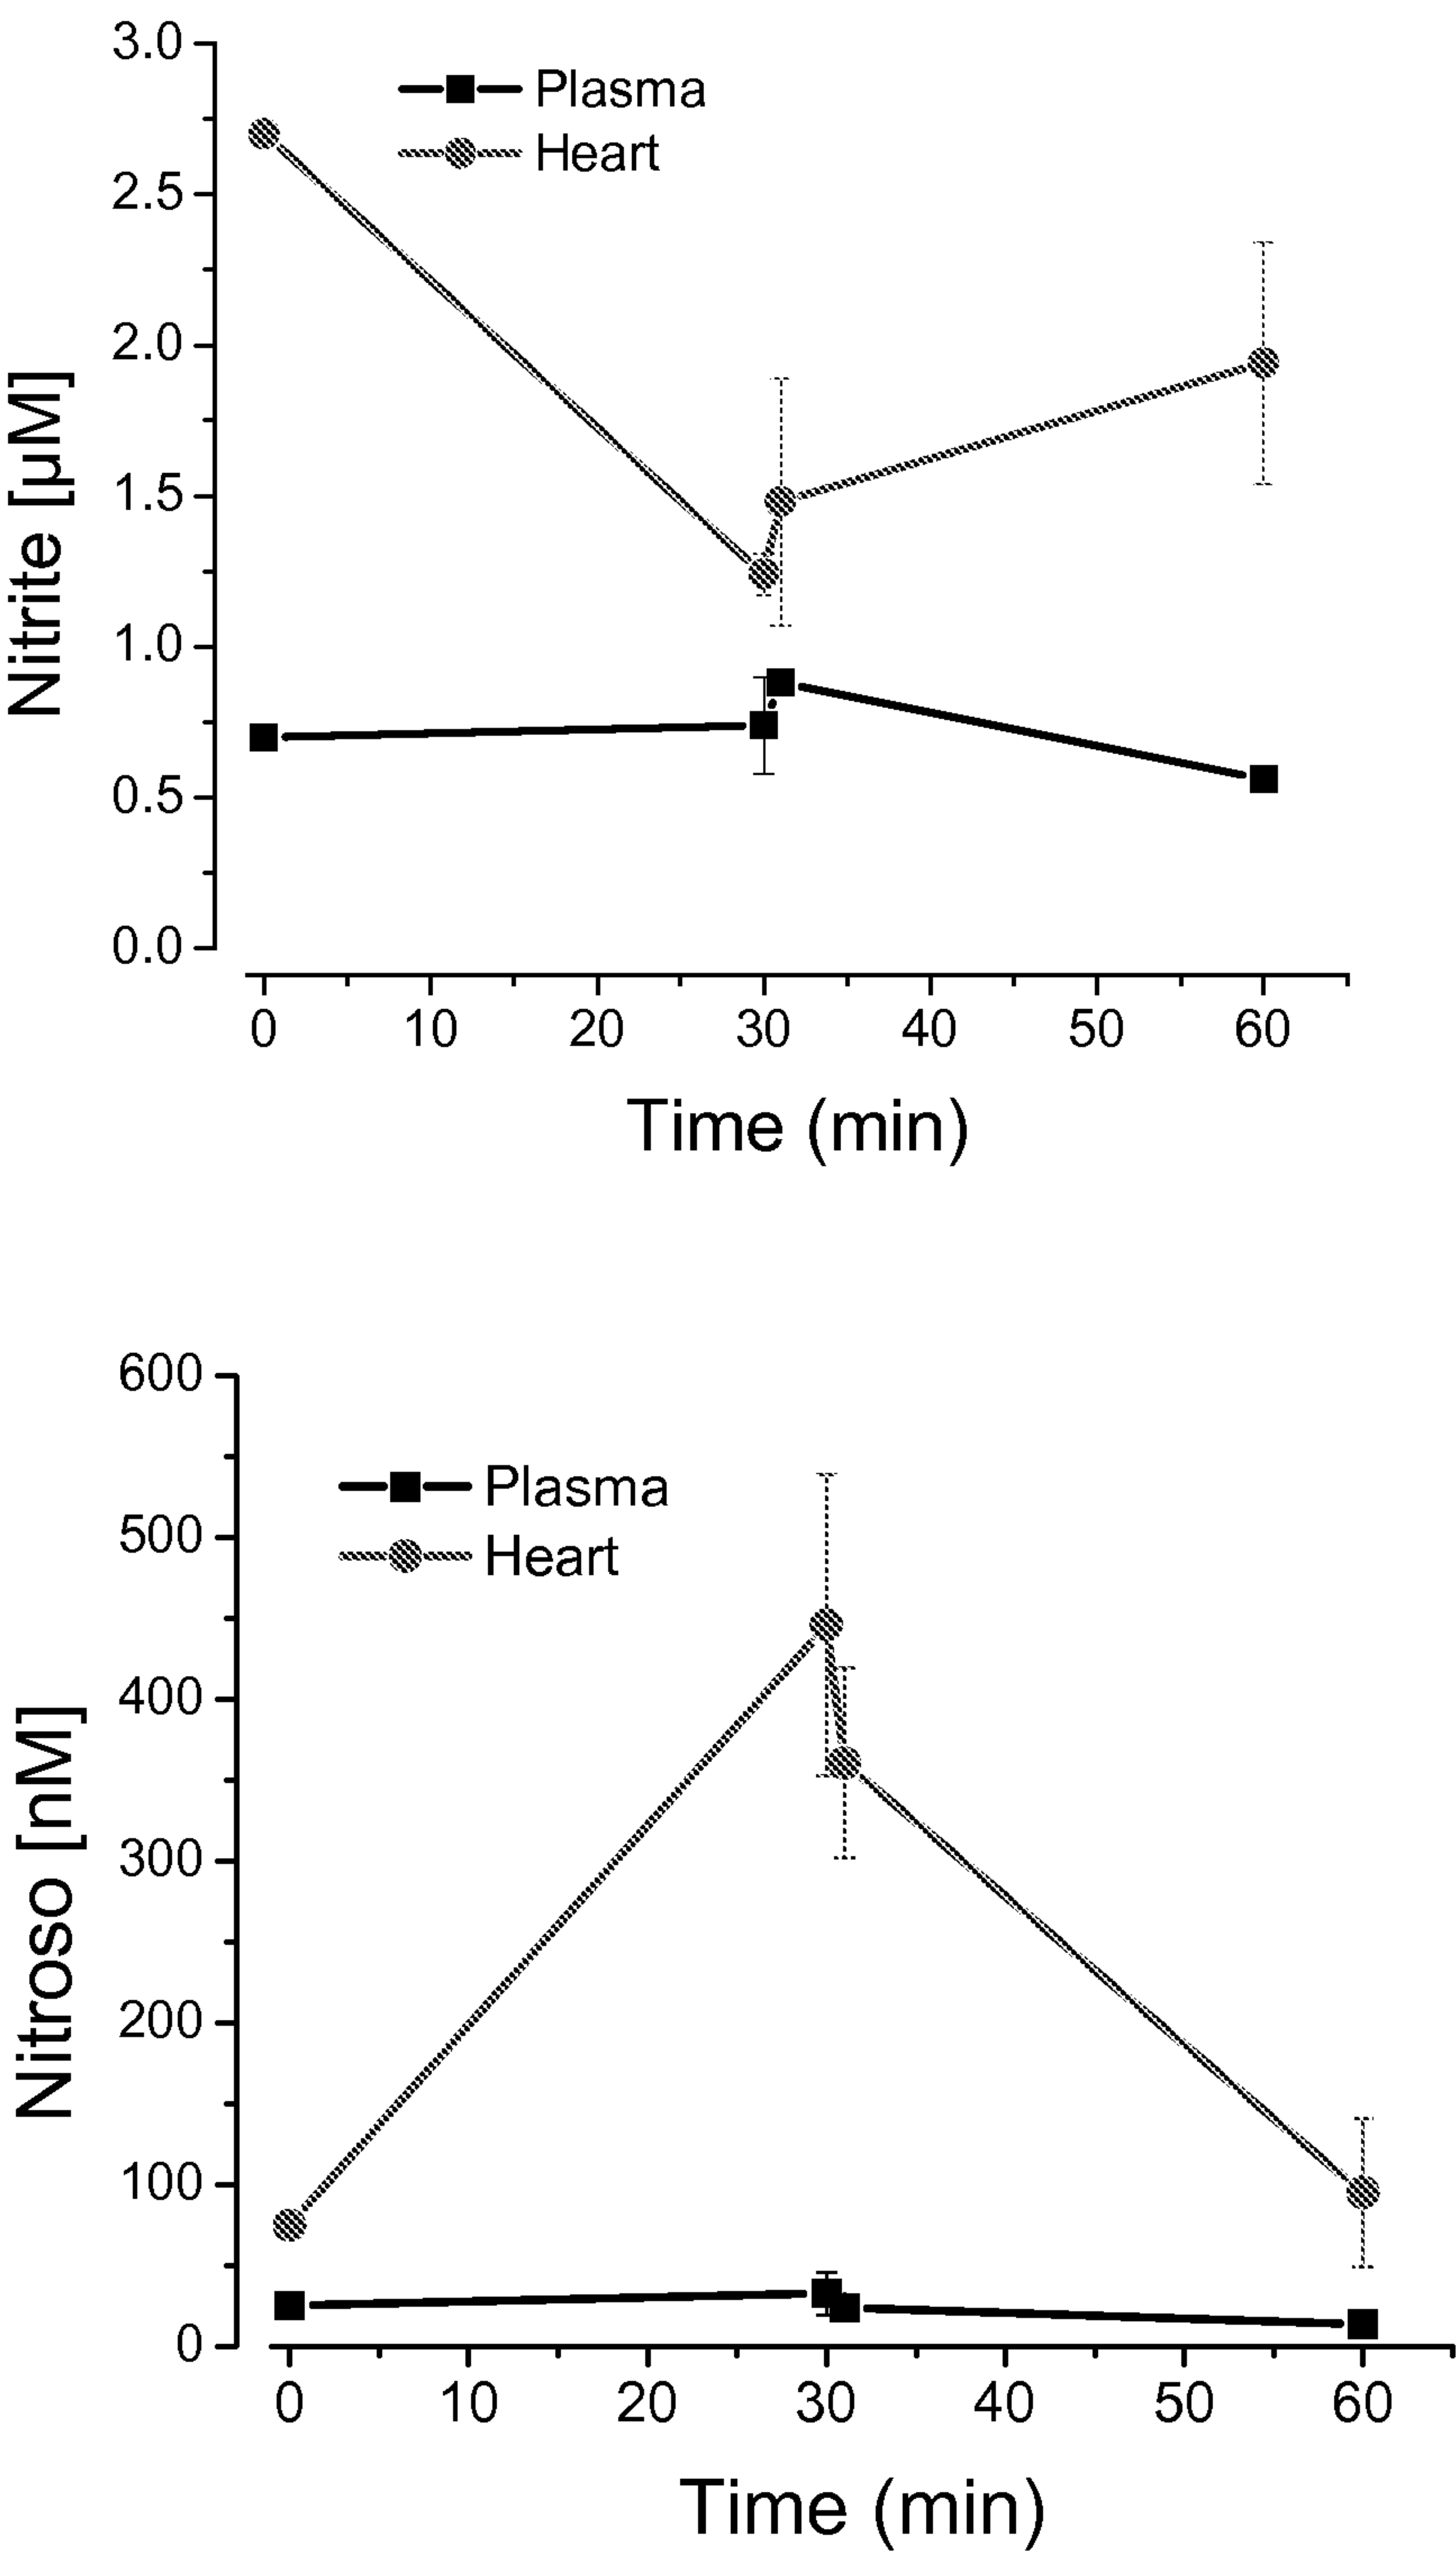 3.0
Plasma
Heart
2.5
2.0
1.5
1.0
0.5
0.0
Nitrite [µM]
0 10 20 30 40 50 60
Time (min)
600
Plasma
500
Heart
400
300
200
100
0
Nitroso [nM]
0 10 20 30 40 50 60
Time (min)